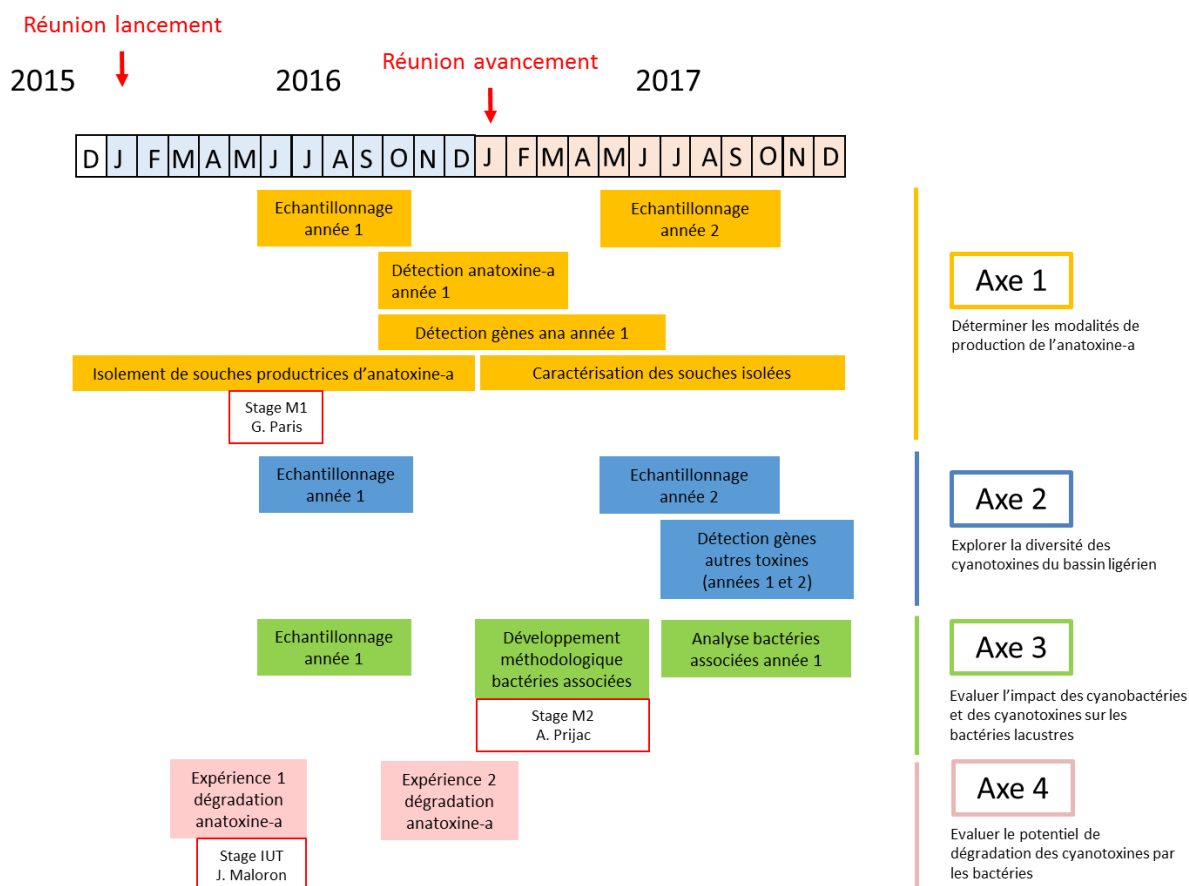 Réunion lancement
Réunion avancement
2015
2016
2017
D J F M A M J J A S O N D J F M A M J J A S O N D
Echantillonnage
année 1
Echantillonnage
année 2
Détection anatoxine-a
année 1
Détection gènes ana année 1
Isolement de souches productrices d’anatoxine-a
Caractérisation des souches isolées
Stage M1
G. Paris
Axe 1
Déterminer les modalités de
production de l’anatoxine-a
Echantillonnage
année 1
Echantillonnage
année 2
Détection gènes
autres toxines
(années 1 et 2)
Axe 2
Explorer la diversité des
cyanotoxines du bassin ligérien
Echantillonnage
année 1
Développement
méthodologique
bactéries associées
Analyse bactéries
associées année 1
Stage M2
A. Prijac
Axe 3
Evaluer l’impact des cyanobactéries
et des cyanotoxines sur les
bactéries lacustres
Expérience 1
dégradation
anatoxine-a
Expérience 2
dégradation
anatoxine-a
Stage IUT
J. Maloron
Axe 4
Evaluer le potentiel de
dégradation des cyanotoxines par
les bactéries